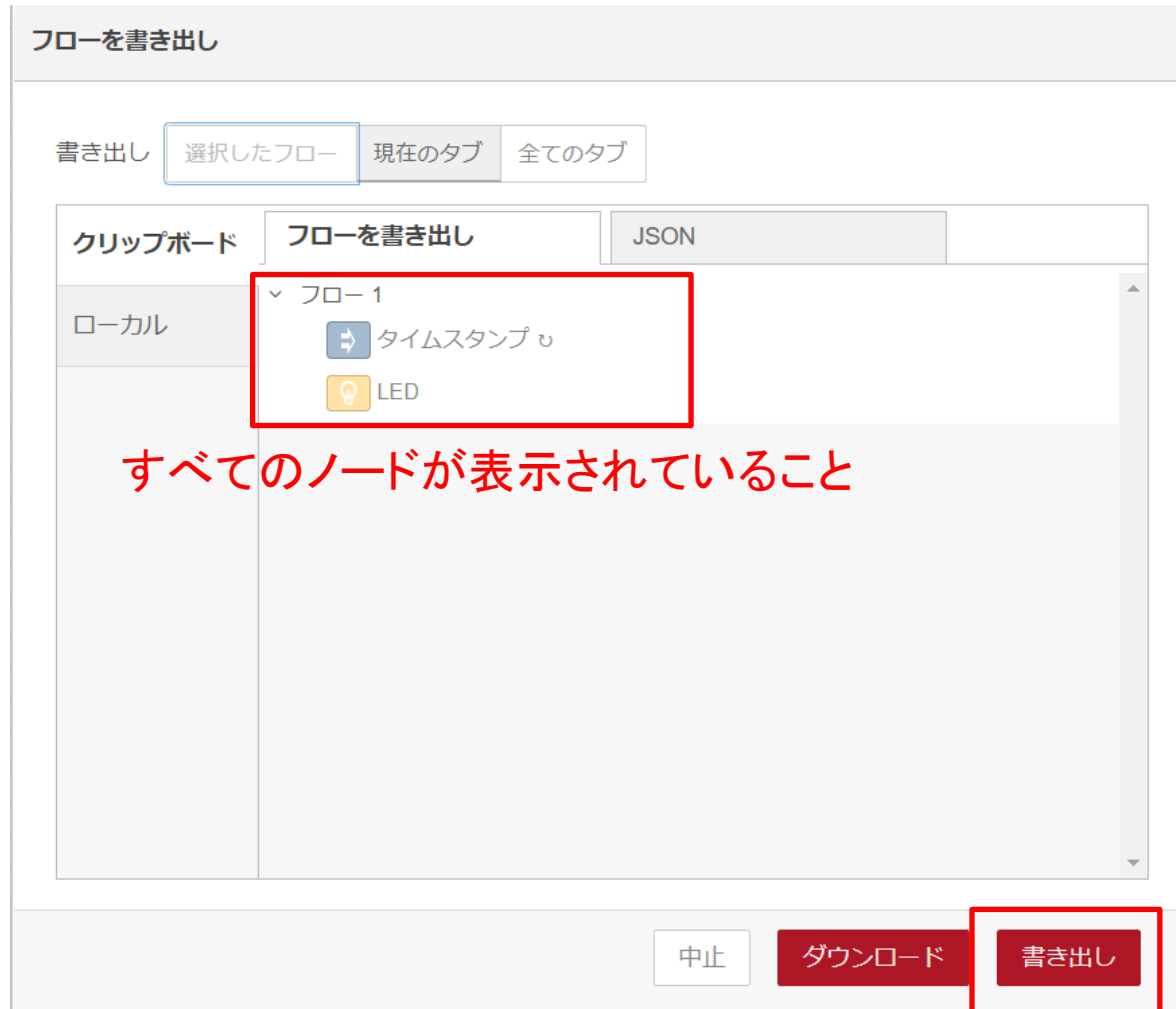 フローを書き出し
書き出し 選択したフロー 現在のタブ 全てのタブ
クリップボード フローを書き出し JSON
ローカル
フロー 1
タイムスタンプ ↻
LED
すべてのノードが表示されていること
中止 ダウンロード 書き出し